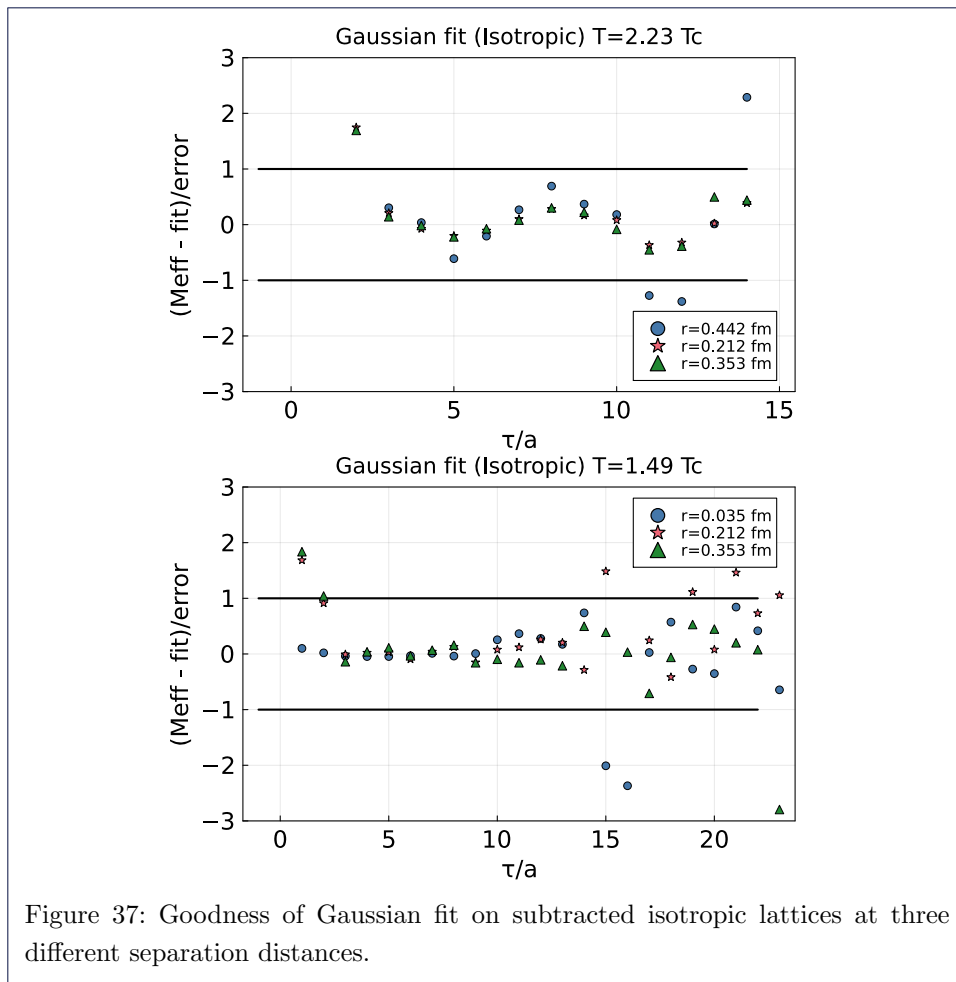 Gaussian fit (Isotropic) T=2.23 Tc
3
2
1
0
−1
−2
−3
(Meff - fit)/error
r=0.442 fm
r=0.212 fm
r=0.353 fm
0 5 10 15
τ/a
Gaussian fit (Isotropic) T=1.49 Tc
3
2
1
0
−1
−2
−3
(Meff - fit)/error
r=0.035 fm
r=0.212 fm
r=0.353 fm
0 5 10 15 20
τ/a
Figure 37: Goodness of Gaussian fit on subtracted isotropic lattices at three
different separation distances.